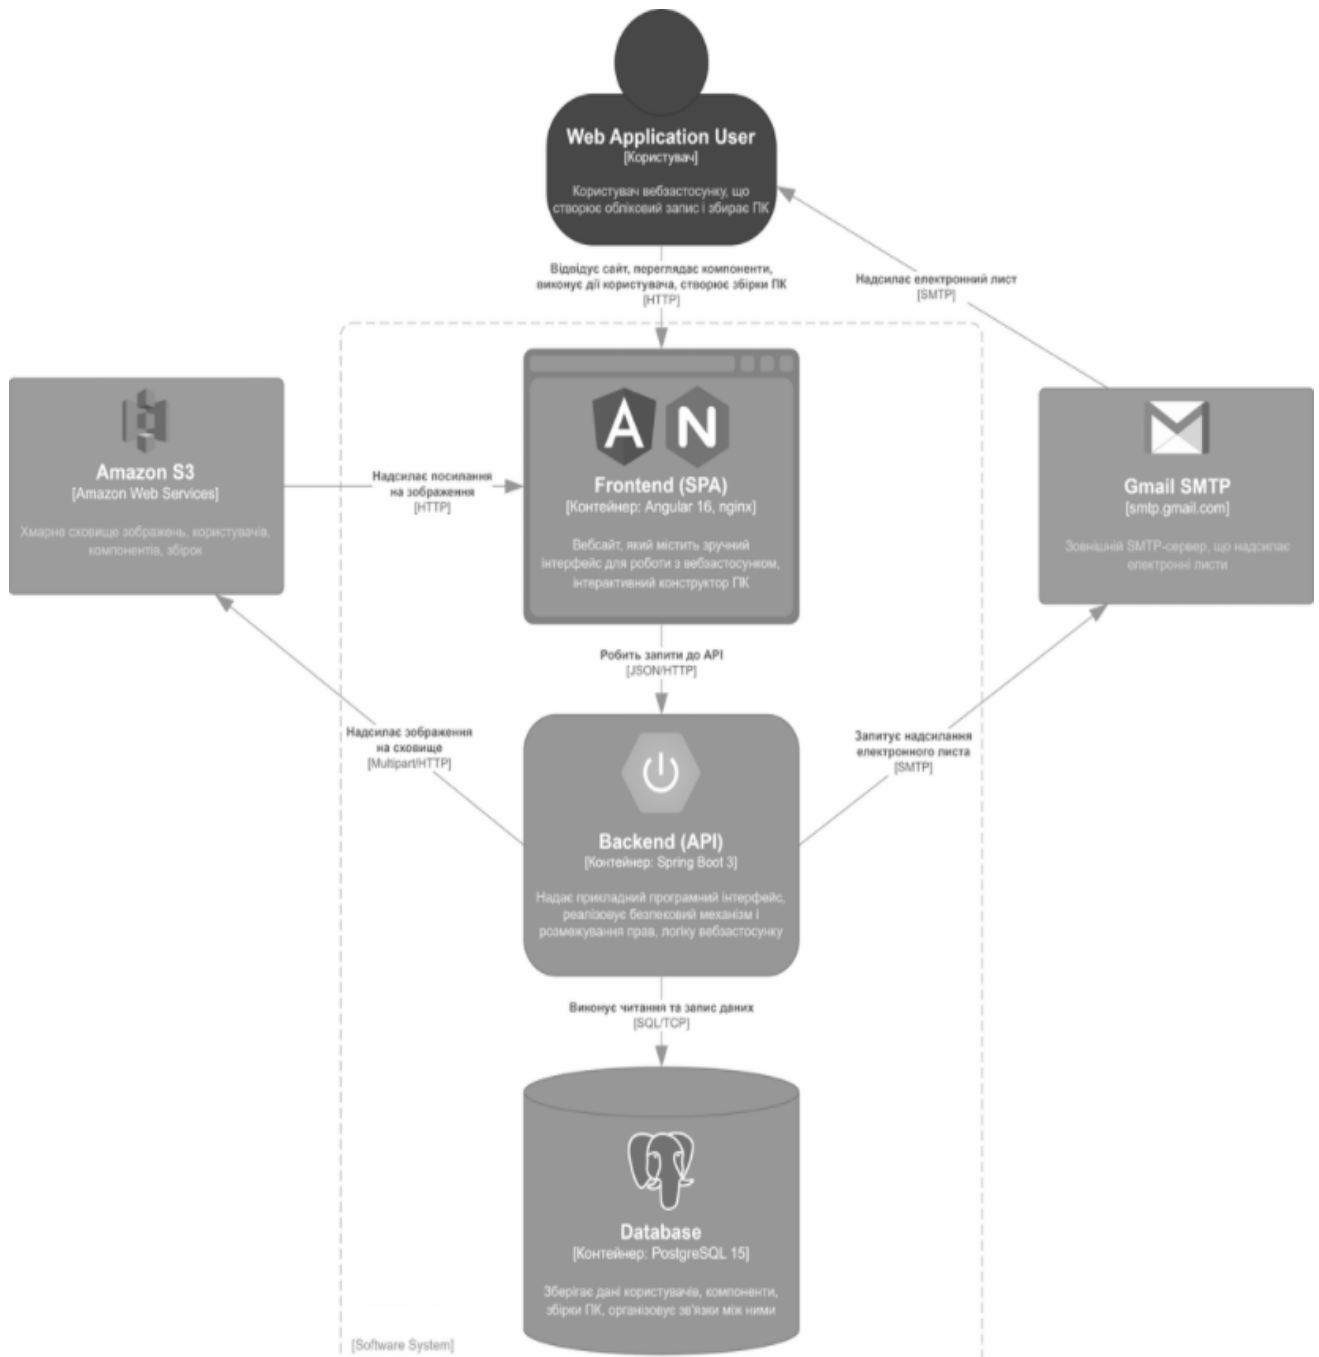 Web Application User
[Користувач]
Користувач вебзастосунку, що
створює обліковий запис і збирає ПК
Відвідує сайт, переглядає компоненти,
виконує дії користувача, створює збірки ПК
[HTTP]
Надсилає електронний лист
[SMTP]
Amazon S3
[Amazon Web Services]
Хмарне сховище зображень, користувачів,
компонентів, збірок
Надсилає посилання
на зображення
[HTTP]
Frontend (SPA)
[Контейнер: Angular 16, nginx]
Вебсайт, який містить зручний
інтерфейс для роботи з вебзастосунком,
інтерактивний конструктор ПК
Gmail SMTP
[smtp.gmail.com]
Зовнішній SMTP-сервер, що надсилає
електронні листи
Робить запити до API
[JSON/HTTP]
Надсилає зображення
на сховище
[Multipart/HTTP]
Запитує надсилання
електронного листа
[SMTP]
Backend (API)
[Контейнер: Spring Boot 3]
Надає прикладний програмний інтерфейс,
реалізовує безпековий механізм і
розмежування прав, логіку вебзастосунку
Виконує читання та запис даних
[SQL/TCP]
Database
[Контейнер: PostgreSQL 15]
Зберігає дані користувачів, компоненти,
збірки ПК, організовує зв'язки між ними
[Software System]